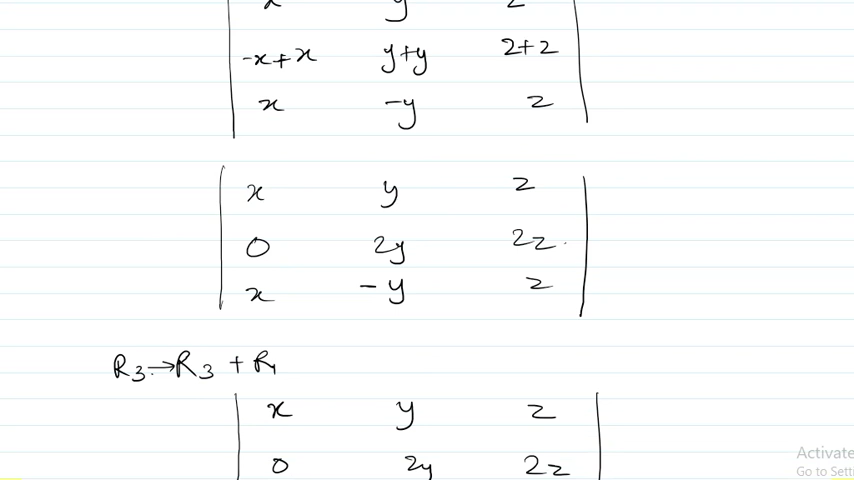 x y z
-x+x y+y z+z
x -y z
x y z
0 2y 2z
x -y z
R3→R3 + R1
x y z
0 2y 2z
Activate
Go to Setti